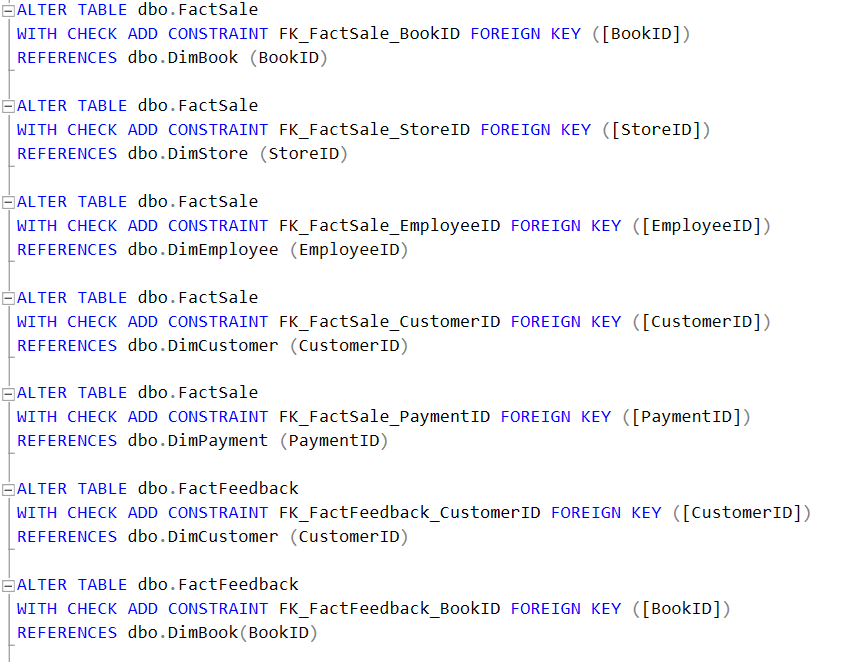 ALTER TABLE dbo.FactSale
WITH CHECK ADD CONSTRAINT FK_FactSale_BookID FOREIGN KEY ([BookID])
REFERENCES dbo.DimBook (BookID)
ALTER TABLE dbo.FactSale
WITH CHECK ADD CONSTRAINT FK_FactSale_StoreID FOREIGN KEY ([StoreID])
REFERENCES dbo.DimStore (StoreID)
ALTER TABLE dbo.FactSale
WITH CHECK ADD CONSTRAINT FK_FactSale_EmployeeID FOREIGN KEY ([EmployeeID])
REFERENCES dbo.DimEmployee (EmployeeID)
ALTER TABLE dbo.FactSale
WITH CHECK ADD CONSTRAINT FK_FactSale_CustomerID FOREIGN KEY ([CustomerID])
REFERENCES dbo.DimCustomer (CustomerID)
ALTER TABLE dbo.FactSale
WITH CHECK ADD CONSTRAINT FK_FactSale_PaymentID FOREIGN KEY ([PaymentID])
REFERENCES dbo.DimPayment (PaymentID)
ALTER TABLE dbo.FactFeedback
WITH CHECK ADD CONSTRAINT FK_FactFeedback_CustomerID FOREIGN KEY ([CustomerID])
REFERENCES dbo.DimCustomer (CustomerID)
ALTER TABLE dbo.FactFeedback
WITH CHECK ADD CONSTRAINT FK_FactFeedback_BookID FOREIGN KEY ([BookID])
REFERENCES dbo.DimBook(BookID)